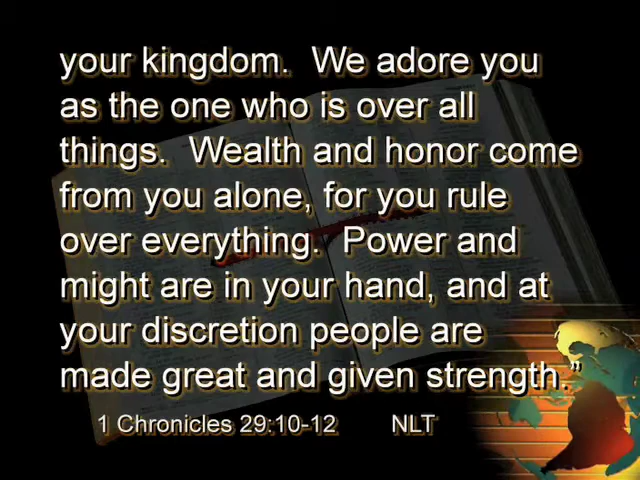 your kingdom.  We adore you
as the one who is over all
things.  Wealth and honor come
from you alone, for you rule
over everything.  Power and
might are in your hand, and at
your discretion people are
made great and given strength.”
1 Chronicles 29:10-12 NLT